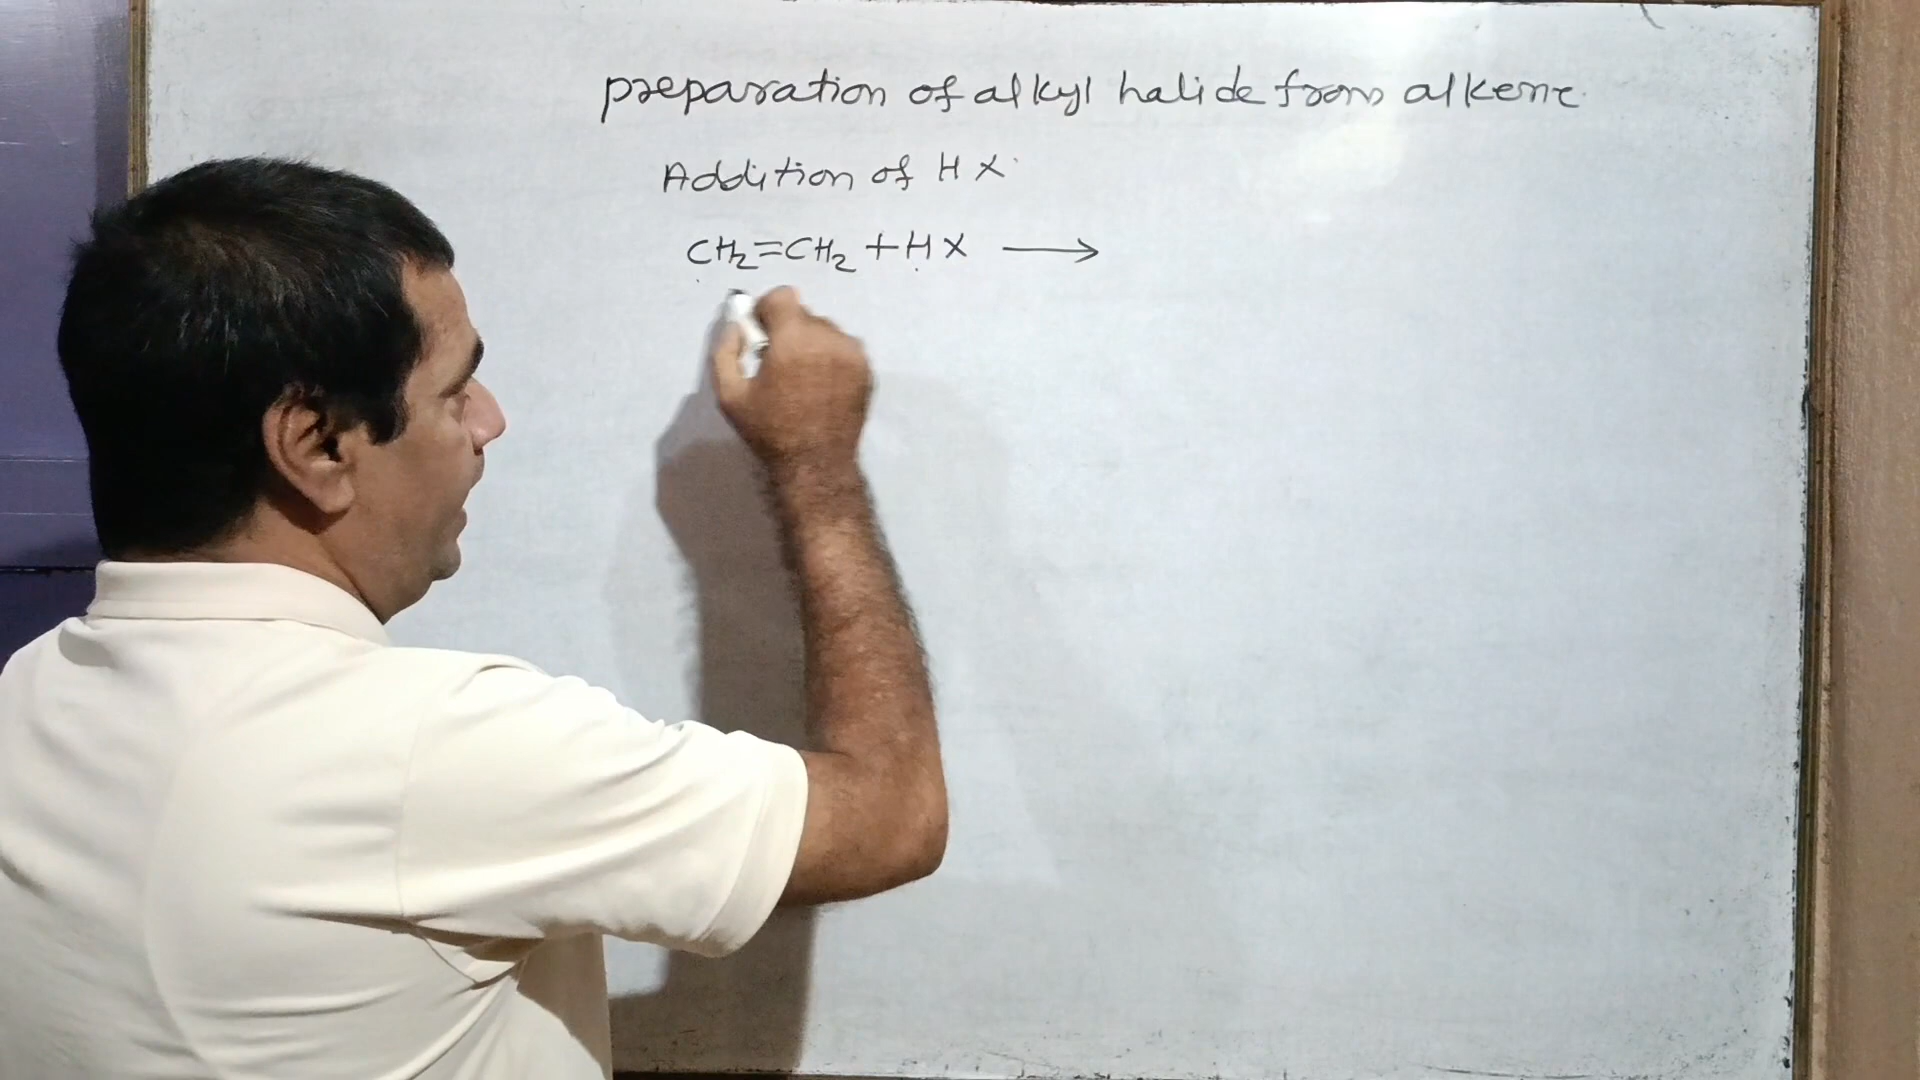 preparation of alkyl halide from alkene
Addition of HX
CH₂=CH₂ + HX ⟶